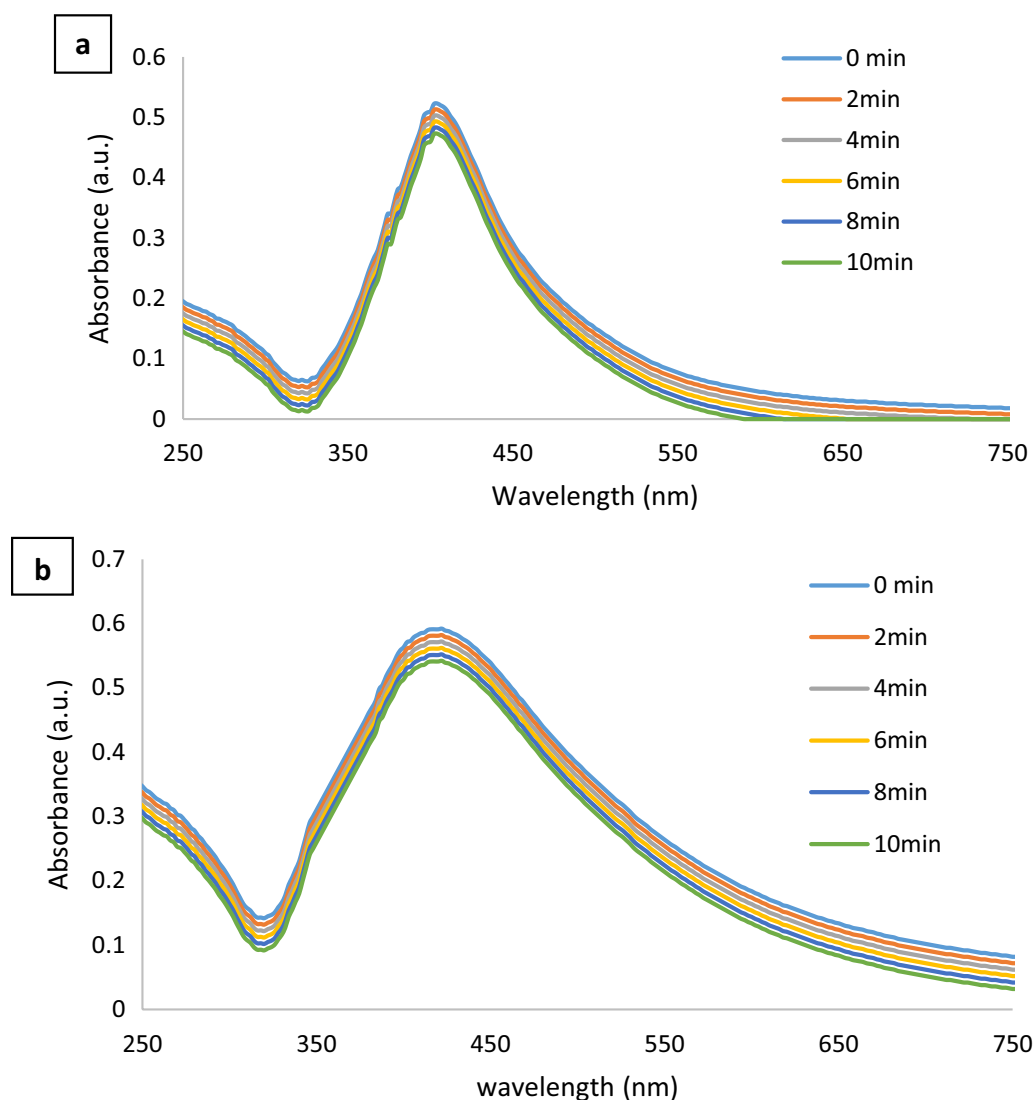 a
0.6
0.5
0.4
0.3
0.2
0.1
0
250 350 450 550 650 750
Absorbance (a.u.)
Wavelength (nm)
0 min
2min
4min
6min
8min
10min
b
0.7
0.6
0.5
0.4
0.3
0.2
0.1
0
250 350 450 550 650 750
Absorbance (a.u.)
wavelength (nm)
0 min
2min
4min
6min
8min
10min